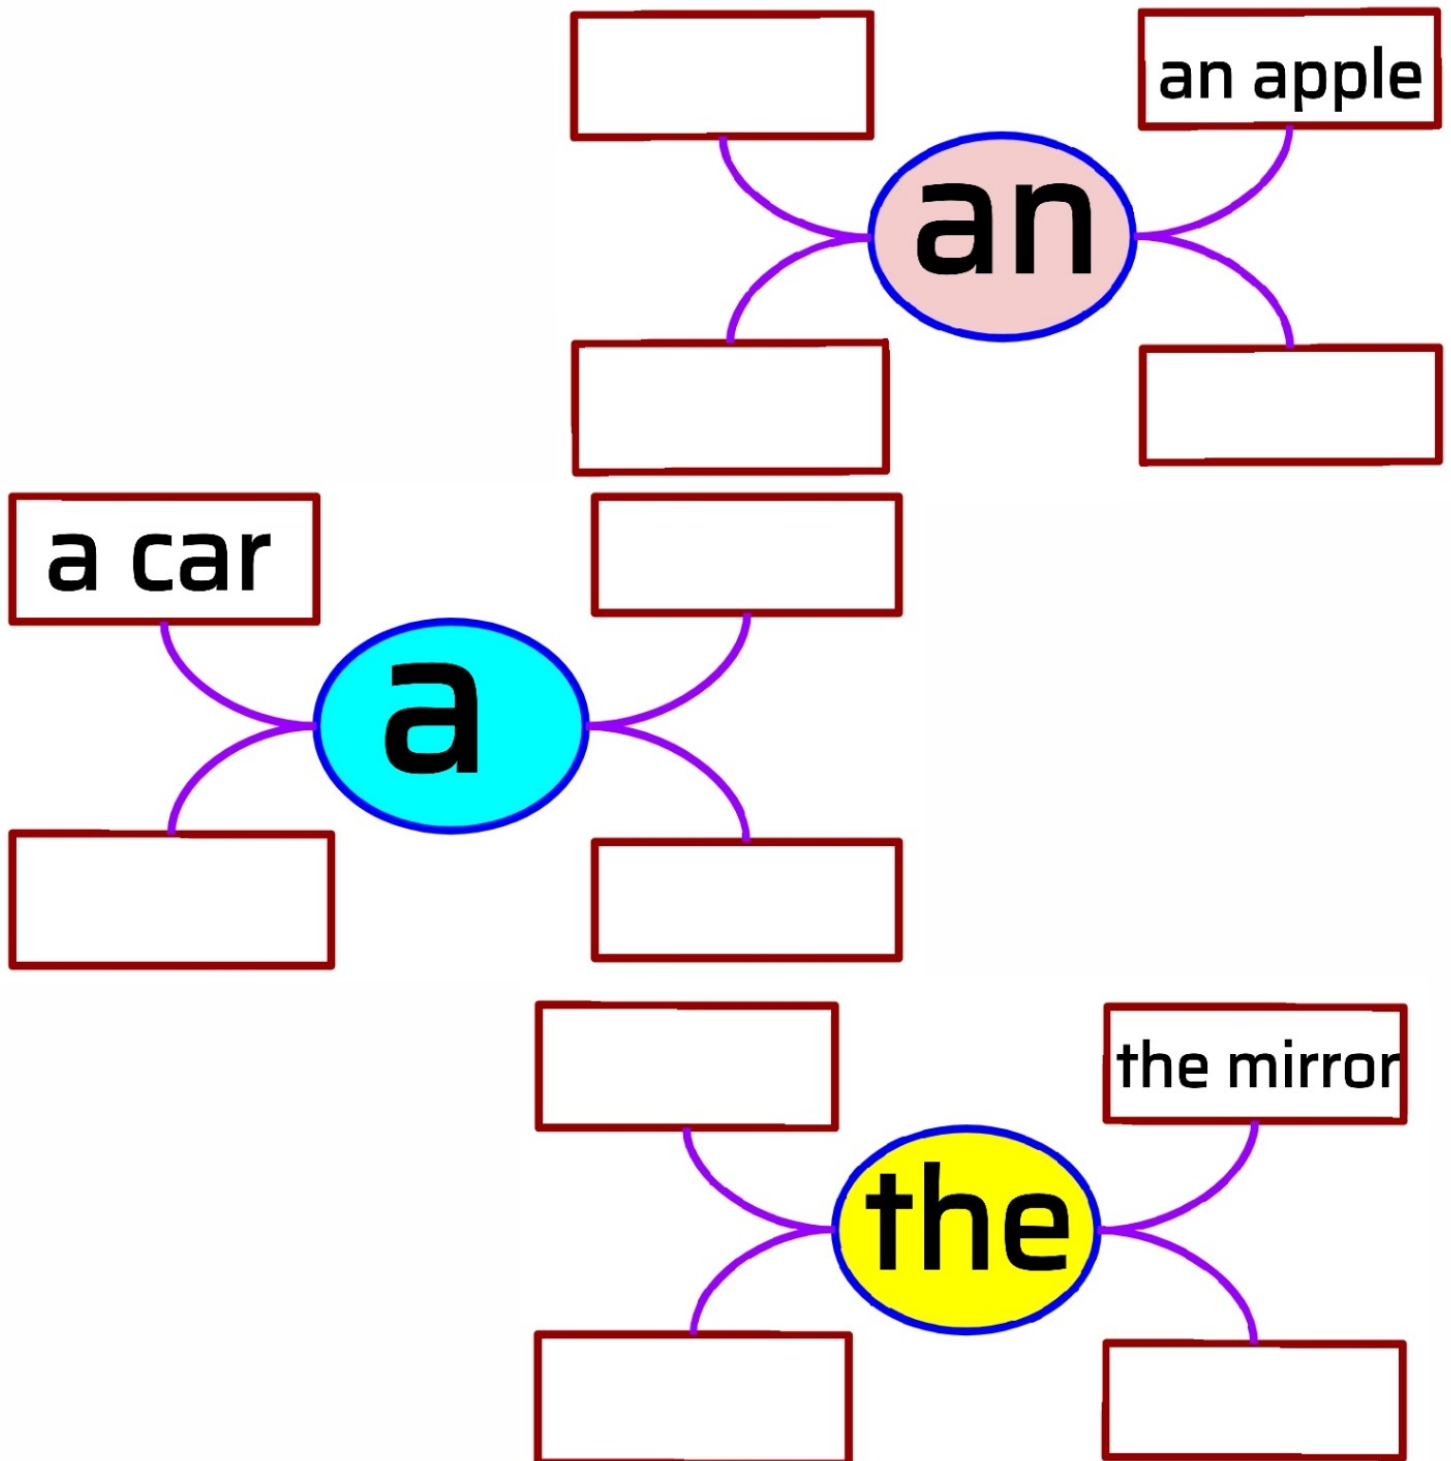 an apple
an
a car
a
the mirror
the